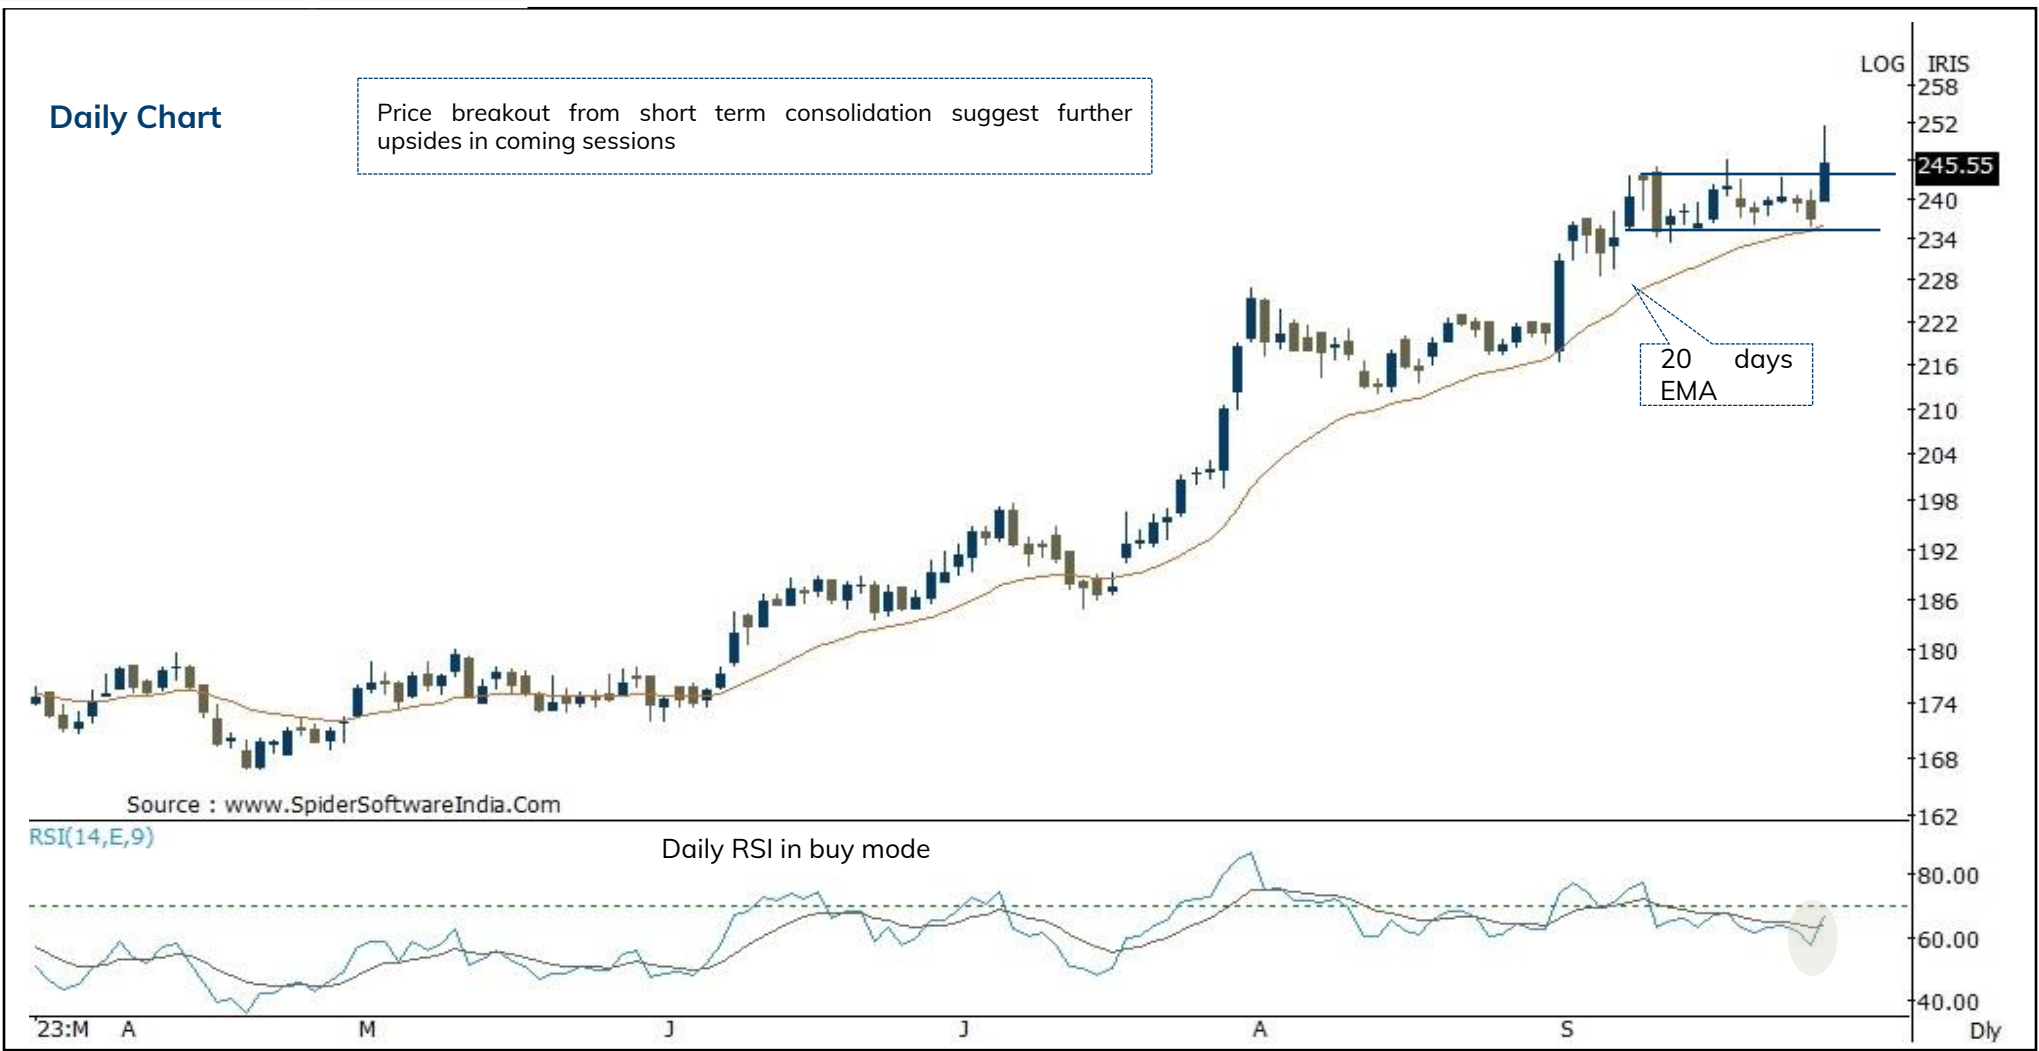 LOG IRIS
258
Daily Chart
Price breakout from short term consolidation suggest further
upsides in coming sessions
252
245.55
240
234
228
222
20 days
EMA
216
210
204
198
192
186
180
174
168
Source : www.SpiderSoftwareIndia.Com
162
RSI(14,E,9)
Daily RSI in buy mode
80.00
60.00
40.00
'23:M A M J J A S Dly